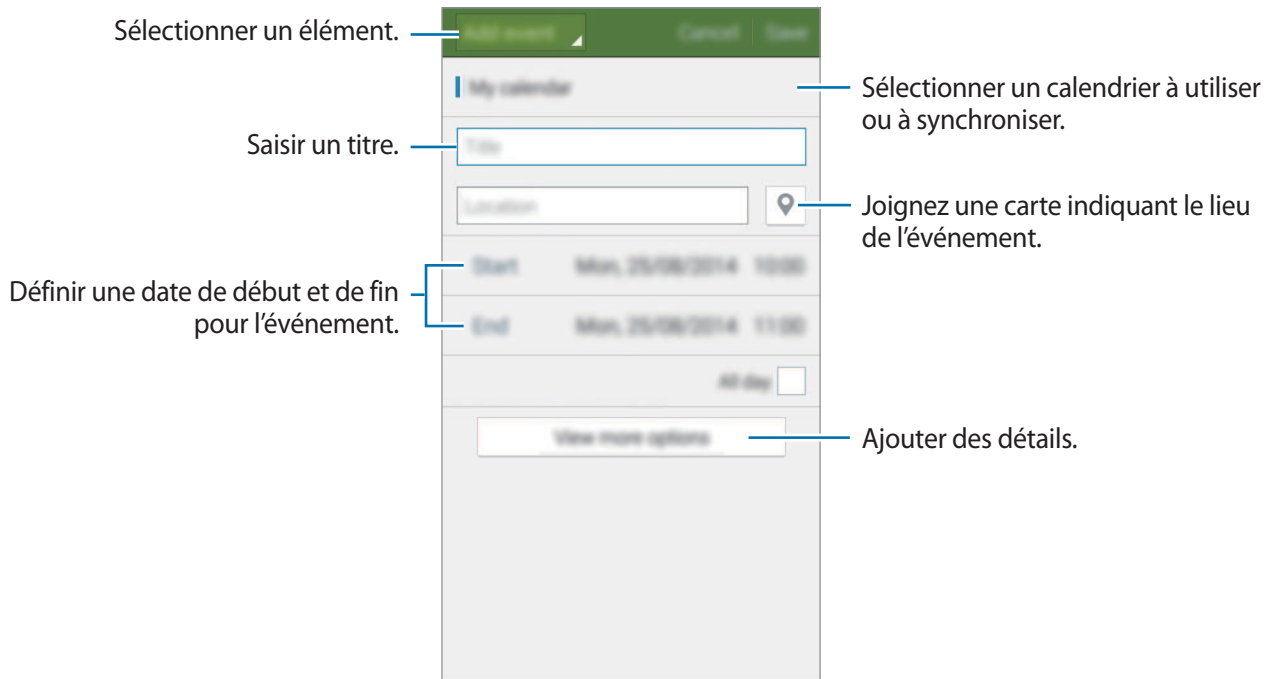 Sélectionner un élément.
Add event
Cancel
Save
My calendar
Sélectionner un calendrier à utiliser
ou à synchroniser.
Saisir un titre.
Title
Location
Joignez une carte indiquant le lieu
de l'événement.
Définir une date de début et de fin
pour l'événement.
Start Mon, 25/08/2014 10:00
End Mon, 25/08/2014 11:00
All day
View more options
Ajouter des détails.